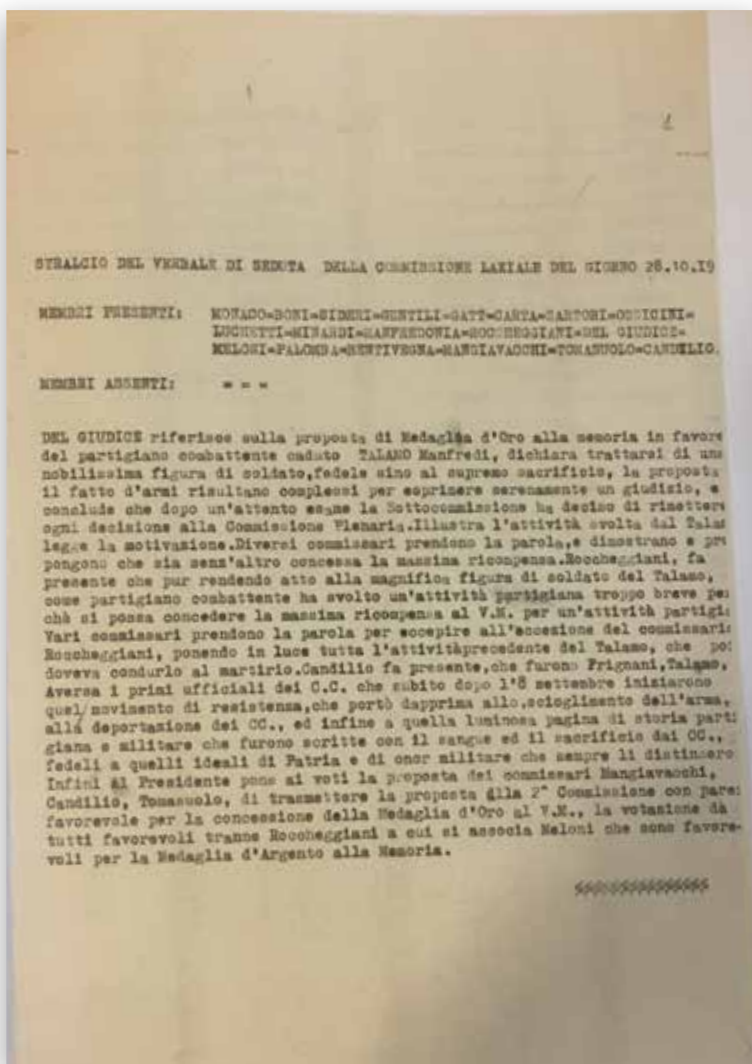 1
STRALCIO DEL VERBALE DI SEDUTA DELLA COMMISSIONE LAZIALE DEL GIORNO 28.10.19
MEMBRI PRESENTI: MONACO=BONI=SIDERI=GENTILI=GATT=CARTA=SARTORI=OSSICINI=
LUCHETTI=MINARDI=MANFREDONIA=ROCCHEGGIANI=DEL GIUDICE=
MELONI=PALOMBA=BENTIVEGNA=MANGIAVACCHI=TOMASUOLO=CANDILIO.
MEMBRI ASSENTI: = = =
DEL GIUDICE riferisce sulla proposta di Medaglia d'Oro alla memoria in favore
del partigiano combattente caduto TALAMO Manfredi, dichiara trattarsi di una
nobilissima figura di soldato,fedele sino al supremo sacrificio, la proposta
il fatto d'armi risultano complessi per esprimere serenamente un giudizio, e
conclude che dopo un'attento esame la Sottocommissione ha deciso di rimettere
ogni decisione alla Commissione Plenaria.Illustra l'attività svolta dal Talam
legge la motivazione.Diversi commissari prendono la parola,e dimostrano e pro
pongono che sia senz'altro concessa la massima ricompensa.Roccheggiani, fa
presente che pur rendendo atto alla magnifica figura di soldato del Talamo,
come partigiano combattente ha svolto un'attività partigiana troppo breve per
chè si possa concedere la massima ricompensa al V.M. per un'attività partigia
Vari commissari prendono la parola per eccepire all'accesione del commissario
Roccheggiani, ponendo in luce tutta l'attivitàprecedente del Talamo, che poi
doveva condurlo al martirio.Candilio fa presente,che furono Frignani,Talamo,
Aversa i primi ufficiali dei C.C. che subito dopo l'8 settembre iniziarono
quel/movimento di resistenza,che portò dapprima allo.scioglimento dell'arma,
alla deportazione dei CC., ed infine a quella luminosa pagina di storia parti
giana e militare che furono scritte con il sangue ed il sacrificio dai CC.,
fedeli a quelli ideali di Patria e di onor militare che sempre li distinsero
Infini il Presidente pone ai voti la proposta dei commissari Mangiavacchi,
Candilio, Tomasuolo, di trasmettere la proposta alla 2^ Commissione con pare
favorevole per la concessione della Medaglia d'Oro al V.M., la votazione da
tutti favorevoli tranne Roccheggiani a cui si associa Meloni che sono favore-
voli per la Medaglia d'Argento alla Memoria.